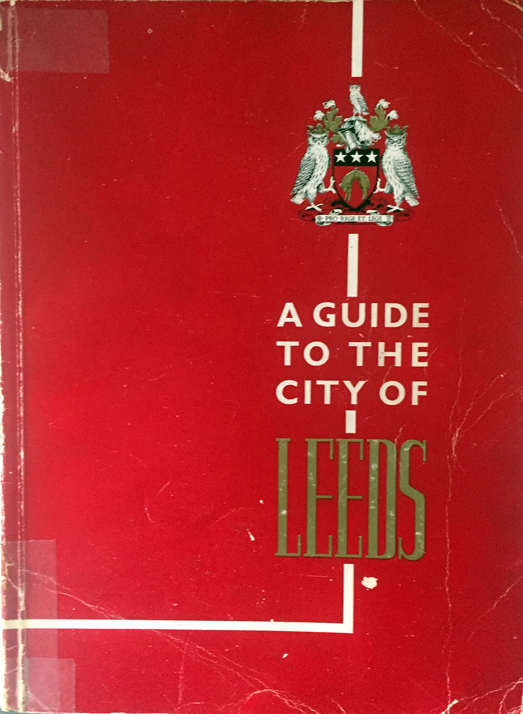 PRO REGE ET LEGE
A GUIDE
TO THE
CITY OF
LEEDS